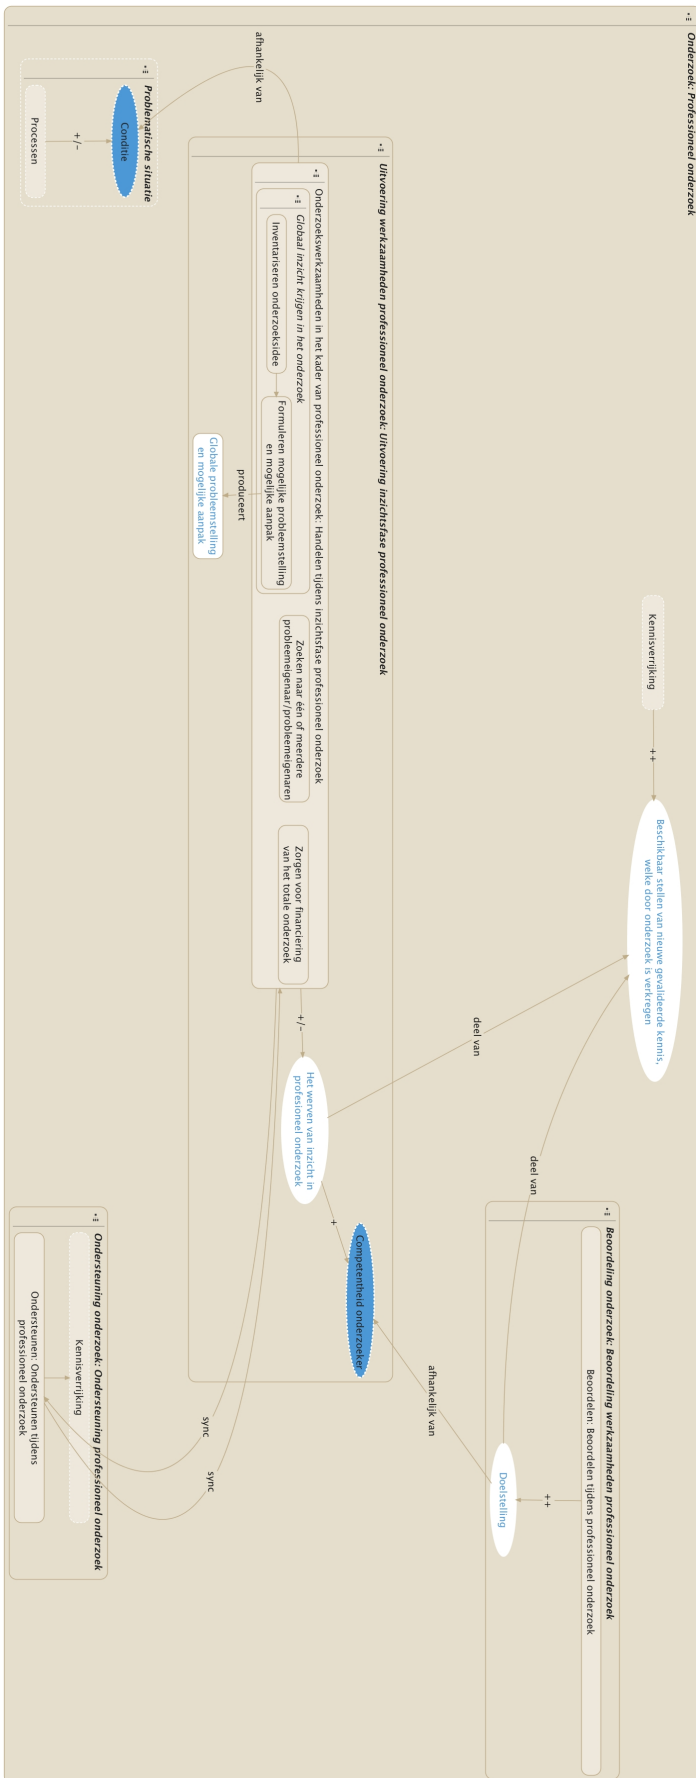 Onderzoek: Professioneel onderzoek
Kennisverrijking
++
Beschikbaar stellen van nieuwe gevalideerde kennis,
welke door onderzoek is verkregen
deel van
deel van
Beoordeling onderzoek: Beoordeling werkzaamheden professioneel onderzoek
Beoordelen: Beoordelen tijdens professioneel onderzoek
++
Doelstelling
afhankelijk van
Uitvoering werkzaamheden professioneel onderzoek: Uitvoering inzichtsfase professioneel onderzoek
Onderzoekswerkzaamheden in het kader van professioneel onderzoek: Handelen tijdens inzichtsfase professioneel onderzoek
Globaal inzicht krijgen in het onderzoek
Inventariseren onderzoeksidee
Formuleren mogelijke probleemstelling
en mogelijke aanpak
Zoeken naar één of meerdere
probleemeigenaar/probleemeigenaren
Zorgen voor financiering
van het totale onderzoek
+/-
Het werven van inzicht in
profesioneel onderzoek
+
Competentheid onderzoeker
produceert
Globale probleemstelling
en mogelijke aanpak
afhankelijk van
Problematische situatie
Conditie
+/-
Processen
sync
sync
Ondersteuning onderzoek: Ondersteuning professioneel onderzoek
Kennisverrijking
Ondersteunen: Ondersteunen tijdens
professioneel onderzoek